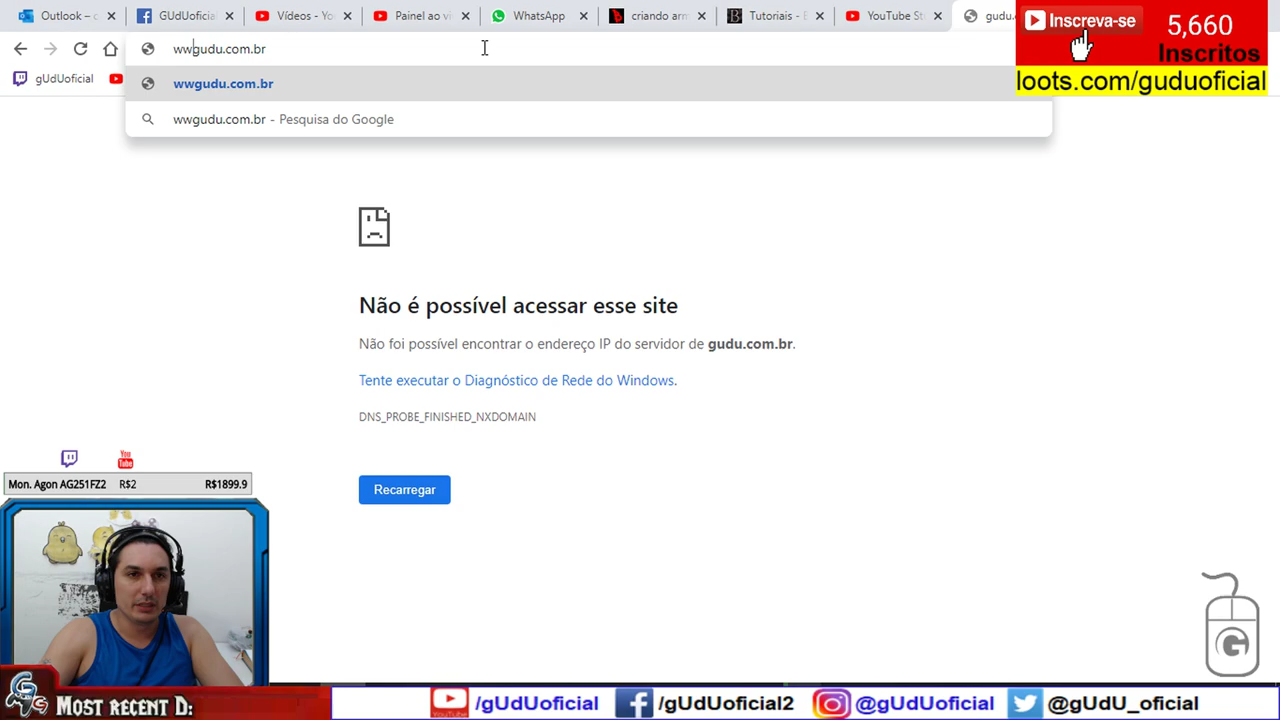 Outlook –
GUdUoficial
Vídeos - Yo
Painel ao vi
WhatsApp
criando arm
Tutoriais - B
YouTube St
gudu.c
Inscreva-se
5,660
Inscritos
loots.com/guduoficial
wwgudu.com.br
gUdUoficial
wwgudu.com.br
wwgudu.com.br - Pesquisa do Google
Não é possível acessar esse site
Não foi possível encontrar o endereço IP do servidor de gudu.com.br.
Tente executar o Diagnóstico de Rede do Windows.
DNS_PROBE_FINISHED_NXDOMAIN
Recarregar
You Tube
Mon. Agon AG251FZ2 R$2 R$1899.9
MOST RECENT D:
YouTube
/gUdUoficial
/gUdUoficial2
@gUdUoficial
@gUdU_oficial